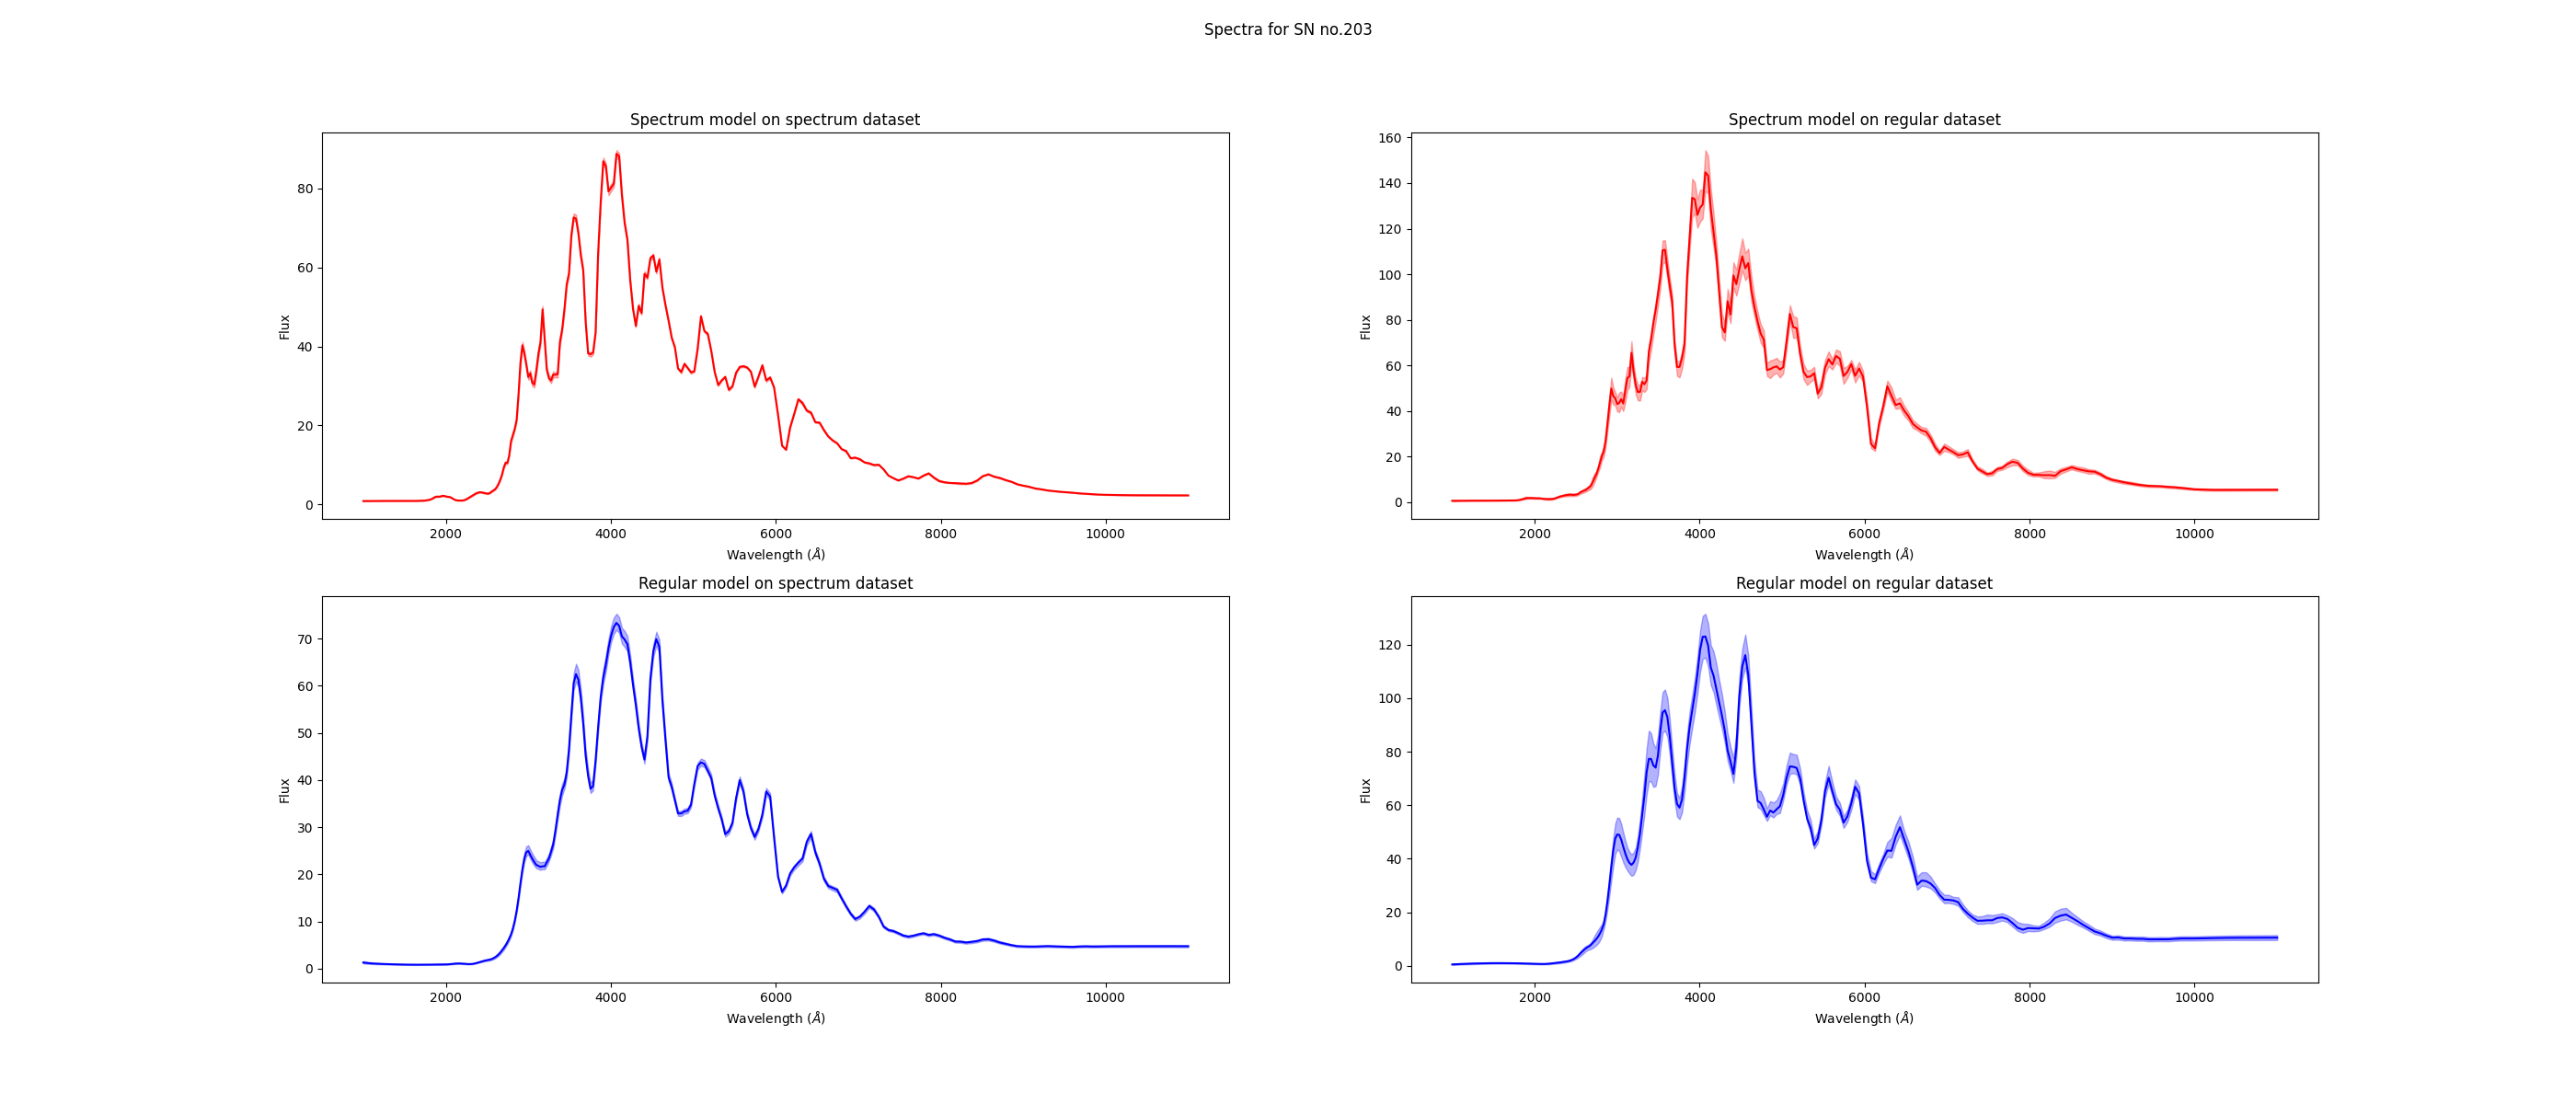 Spectra for SN no.203
Spectrum model on spectrum dataset
80
60
40
20
0
Flux
2000 4000 6000 8000 10000
Wavelength (Å)
Spectrum model on regular dataset
160
140
120
100
80
60
40
20
0
Flux
2000 4000 6000 8000 10000
Wavelength (Å)
Regular model on spectrum dataset
70
60
50
40
30
20
10
0
Flux
2000 4000 6000 8000 10000
Wavelength (Å)
Regular model on regular dataset
120
100
80
60
40
20
0
Flux
2000 4000 6000 8000 10000
Wavelength (Å)